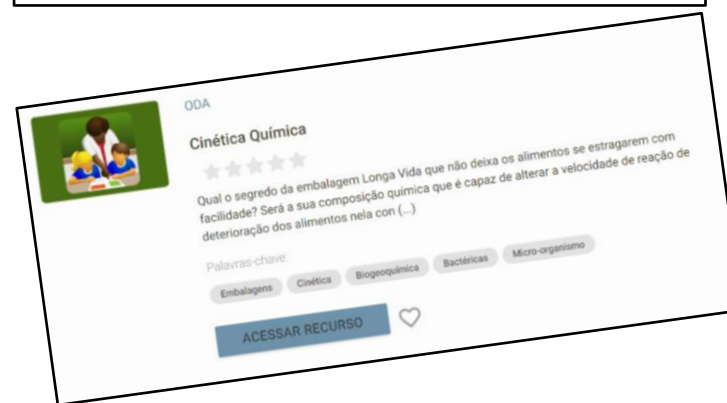 ODA
Cinética Química
Qual o segredo da embalagem Longa Vida que não deixa os alimentos se estragarem com
facilidade? Será a sua composição química que é capaz de alterar a velocidade de reação de
deterioração dos alimentos nela con (...)
Palavras-chave:
Embalagens Cinética Biogeoquímica Bactéricas Micro-organismo
ACESSAR RECURSO